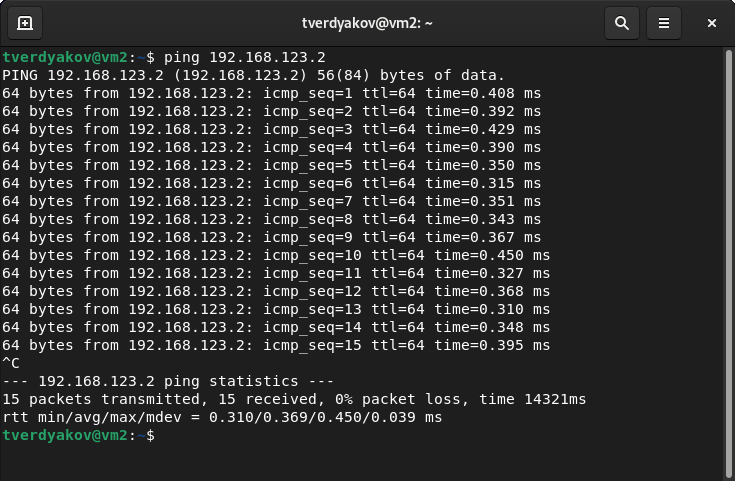 tverdyakov@vm2: ~
tverdyakov@vm2:~$ ping 192.168.123.2
PING 192.168.123.2 (192.168.123.2) 56(84) bytes of data.
64 bytes from 192.168.123.2: icmp_seq=1 ttl=64 time=0.408 ms
64 bytes from 192.168.123.2: icmp_seq=2 ttl=64 time=0.392 ms
64 bytes from 192.168.123.2: icmp_seq=3 ttl=64 time=0.429 ms
64 bytes from 192.168.123.2: icmp_seq=4 ttl=64 time=0.390 ms
64 bytes from 192.168.123.2: icmp_seq=5 ttl=64 time=0.350 ms
64 bytes from 192.168.123.2: icmp_seq=6 ttl=64 time=0.315 ms
64 bytes from 192.168.123.2: icmp_seq=7 ttl=64 time=0.351 ms
64 bytes from 192.168.123.2: icmp_seq=8 ttl=64 time=0.343 ms
64 bytes from 192.168.123.2: icmp_seq=9 ttl=64 time=0.367 ms
64 bytes from 192.168.123.2: icmp_seq=10 ttl=64 time=0.450 ms
64 bytes from 192.168.123.2: icmp_seq=11 ttl=64 time=0.327 ms
64 bytes from 192.168.123.2: icmp_seq=12 ttl=64 time=0.368 ms
64 bytes from 192.168.123.2: icmp_seq=13 ttl=64 time=0.310 ms
64 bytes from 192.168.123.2: icmp_seq=14 ttl=64 time=0.348 ms
64 bytes from 192.168.123.2: icmp_seq=15 ttl=64 time=0.395 ms
^C
--- 192.168.123.2 ping statistics ---
15 packets transmitted, 15 received, 0% packet loss, time 14321ms
rtt min/avg/max/mdev = 0.310/0.369/0.450/0.039 ms
tverdyakov@vm2:~$